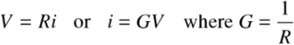 V = Ri or i = GV where G = 1/R